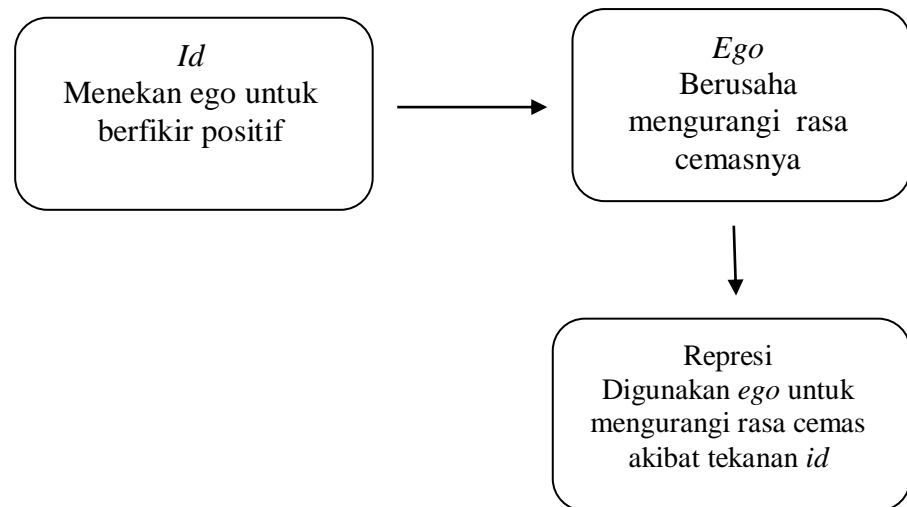 Id
Menekan ego untuk
berfikir positif
Ego
Berusaha
mengurangi rasa
cemasnya
Represi
Digunakan ego untuk
mengurangi rasa cemas
akibat tekanan id